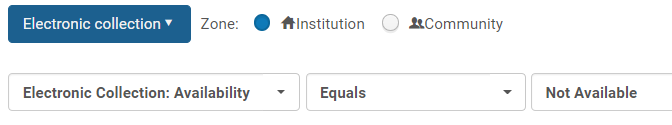 Electronic collection Zone: Institution Community
Electronic Collection: Availability Equals Not Available